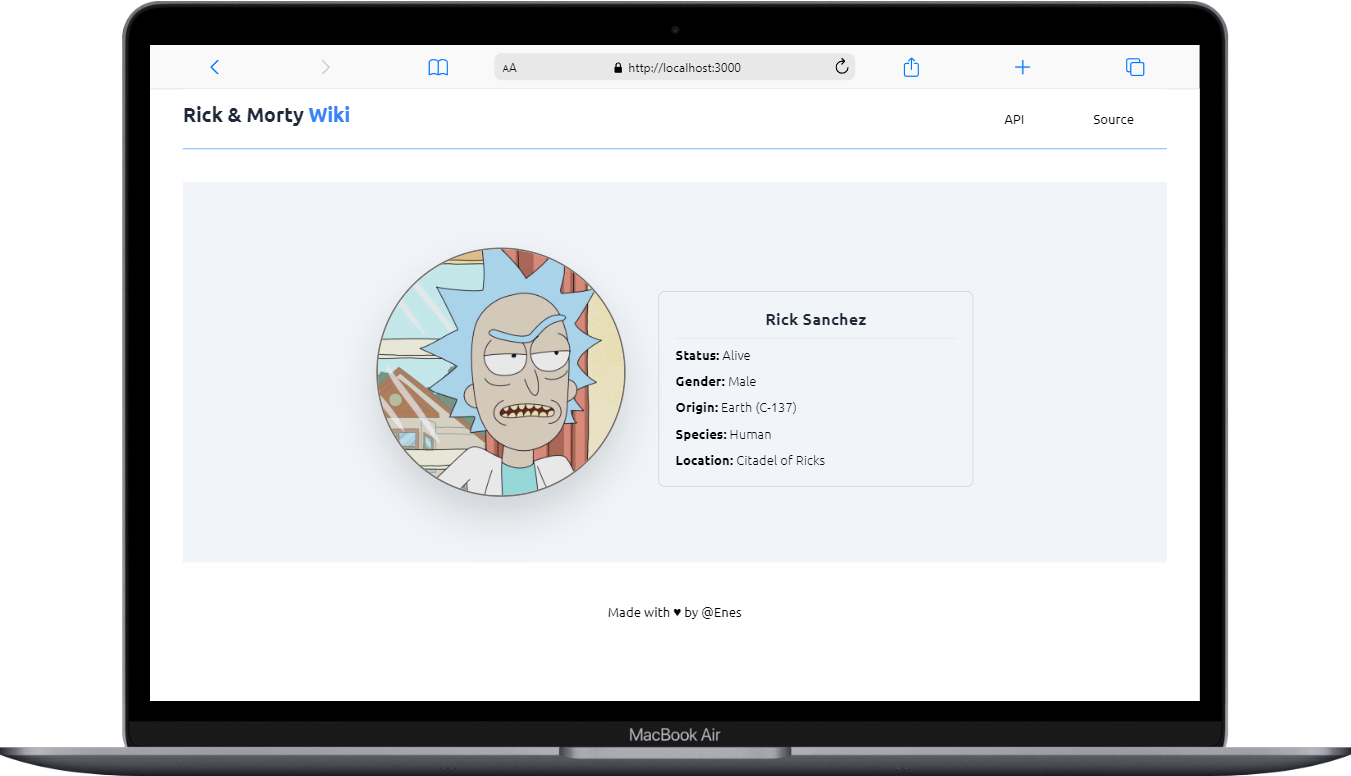 AA http://localhost:3000
Rick & Morty Wiki
API Source
Rick Sanchez
Status: Alive
Gender: Male
Origin: Earth (C-137)
Species: Human
Location: Citadel of Ricks
Made with ♥ by @Enes
MacBook Air